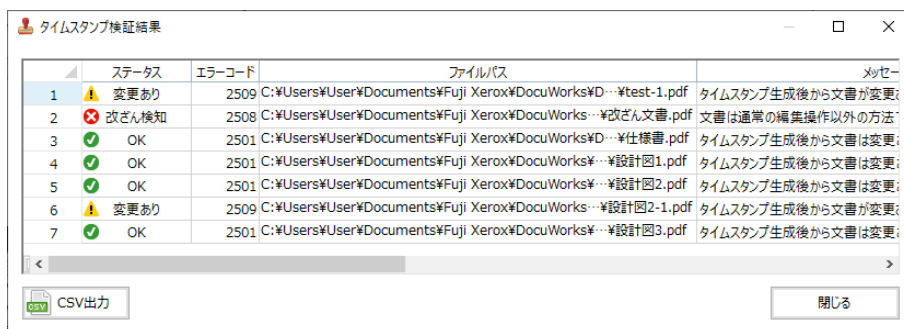 タイムスタンプ検証結果
ステータス エラーコード ファイルパス メッセー
1 変更あり 2509 C:¥Users¥User¥Documents¥Fuji Xerox¥DocuWorks¥D…¥test-1.pdf タイムスタンプ生成後から文書が変更
2 改ざん検知 2508 C:¥Users¥User¥Documents¥Fuji Xerox¥DocuWorks…¥改ざん文書.pdf 文書は通常の編集操作以外の方法
3 OK 2501 C:¥Users¥User¥Documents¥Fuji Xerox¥DocuWorks¥D…¥仕様書.pdf タイムスタンプ生成後から文書は変更
4 OK 2501 C:¥Users¥User¥Documents¥Fuji Xerox¥DocuWorks¥…¥設計図1.pdf タイムスタンプ生成後から文書は変更
5 OK 2501 C:¥Users¥User¥Documents¥Fuji Xerox¥DocuWorks¥…¥設計図2.pdf タイムスタンプ生成後から文書は変更
6 変更あり 2509 C:¥Users¥User¥Documents¥Fuji Xerox¥DocuWorks…¥設計図2-1.pdf タイムスタンプ生成後から文書が変更
7 OK 2501 C:¥Users¥User¥Documents¥Fuji Xerox¥DocuWorks¥…¥設計図3.pdf タイムスタンプ生成後から文書は変更
CSV CSV出力 閉じる